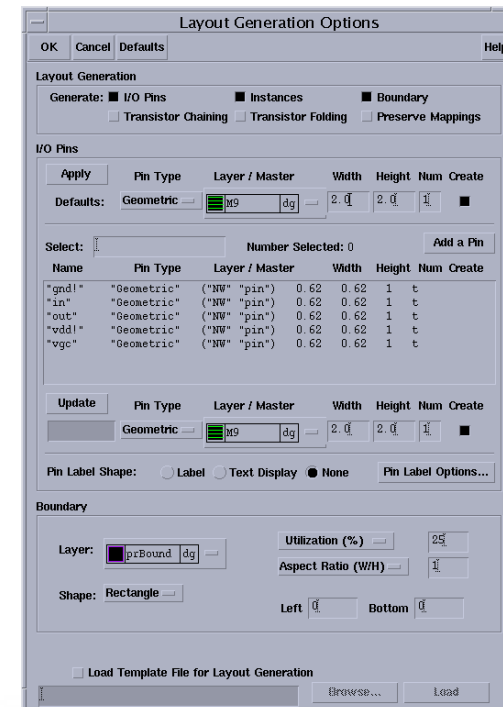 Layout Generation Options
OK Cancel Defaults Help
Layout Generation
Generate: I/O Pins Instances Boundary
Transistor Chaining Transistor Folding Preserve Mappings
I/O Pins
Apply Pin Type Layer / Master Width Height Num Create
Defaults: Geometric M9 dg 2.0 2.0 1
Select: Number Selected: 0 Add a Pin
Name Pin Type Layer / Master Width Height Num Create
"gnd!" "Geometric" ("NW" "pin") 0.62 0.62 1 t
"in" "Geometric" ("NW" "pin") 0.62 0.62 1 t
"out" "Geometric" ("NW" "pin") 0.62 0.62 1 t
"vdd!" "Geometric" ("NW" "pin") 0.62 0.62 1 t
"vgc" "Geometric" ("NW" "pin") 0.62 0.62 1 t
Update Pin Type Layer / Master Width Height Num Create
Geometric M9 dg 2.0 2.0 1
Pin Label Shape: Label Text Display None Pin Label Options...
Boundary
Layer: prBound dg Utilization (%) 25
Aspect Ratio (W/H) 1
Shape: Rectangle
Left 0 Bottom 0
Load Template File for Layout Generation
Browse... Load